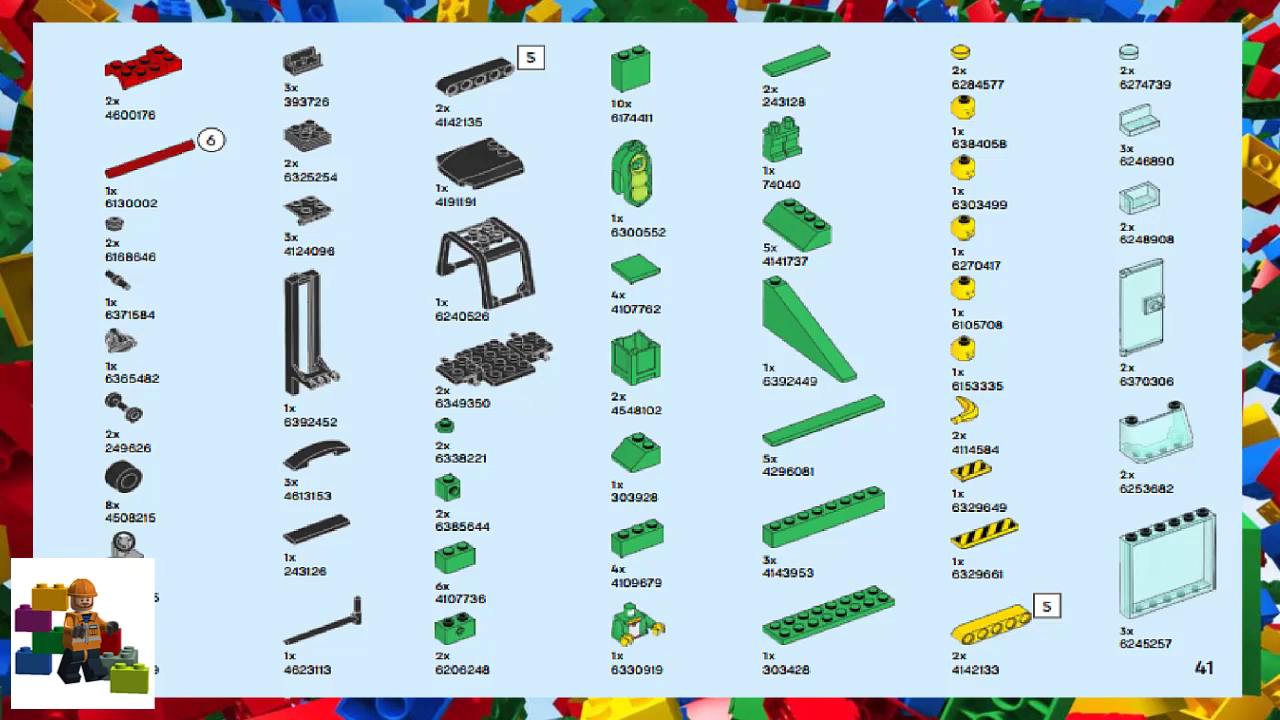 2x
4600176
6
1x
6130002
2x
6168646
1x
6371584
1x
6365482
2x
249626
8x
4508215
5
9
3x
393726
2x
6325254
3x
4124096
1x
6392452
3x
4613153
1x
243126
1x
4623113
5
2x
4142135
1x
4191191
1x
6240526
2x
6349350
2x
6338221
2x
6385644
6x
4107736
2x
6206248
10x
6174411
1x
6300552
4x
4107762
2x
4548102
1x
303928
4x
4109679
1x
6330919
2x
243128
1x
74040
5x
4141737
1x
6392449
5x
4296081
3x
4143953
1x
303428
2x
6284577
1x
6384058
1x
6303499
1x
6270417
1x
6105708
1x
6153335
2x
4114584
1x
6329649
1x
6329661
5
2x
4142133
2x
6274739
3x
6246890
2x
6248908
2x
6370306
2x
6253682
3x
6245257
41